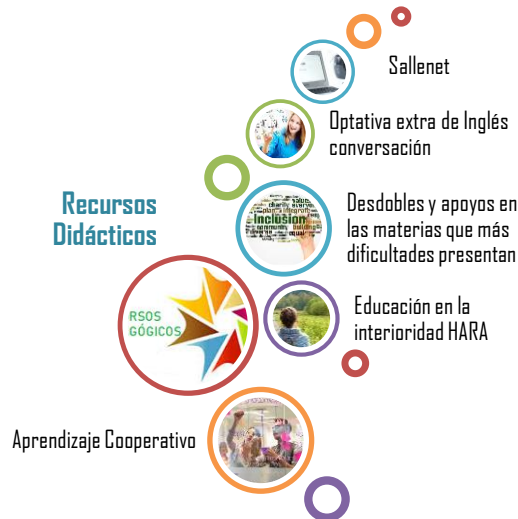 Sallenet
Optativa extra de Inglés
conversación
Recursos
Didácticos
Desdobles y apoyos en
las materias que más
dificultades presentan
Inclusion
RSOS
GÓGICOS
Educación en la
interioridad HARA
Aprendizaje Cooperativo